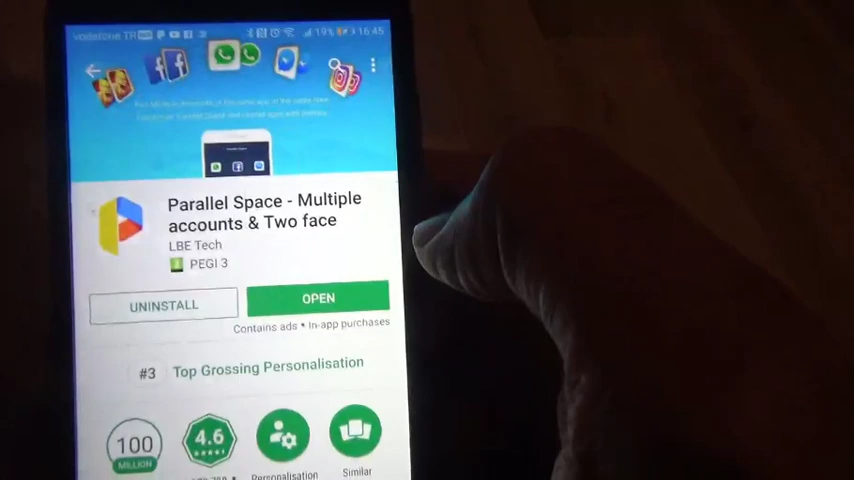 vodafone TR
19% 16:45
Parallel Space - Multiple
accounts & Two face
LBE Tech
PEGI 3
UNINSTALL
OPEN
Contains ads • In-app purchases
#3 Top Grossing Personalisation
100
MILLION
4.6
Personalisation
Similar